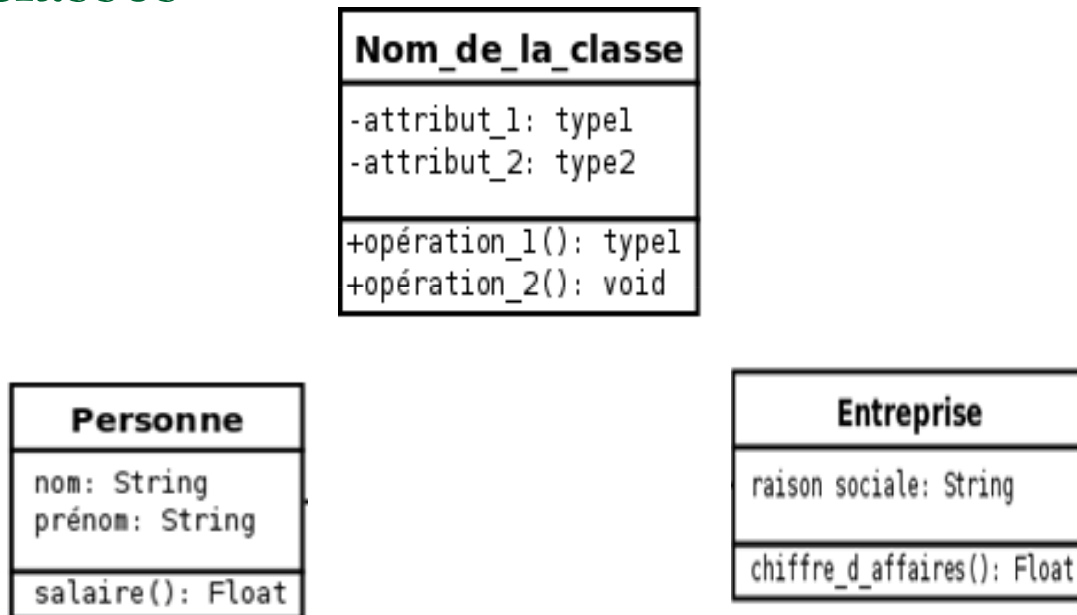 Nom_de_la_classe
-attribut_1: type1
-attribut_2: type2
+opération_1(): type1
+opération_2(): void
Personne
nom: String
prénom: String
salaire(): Float
Entreprise
raison sociale: String
chiffre_d_affaires(): Float